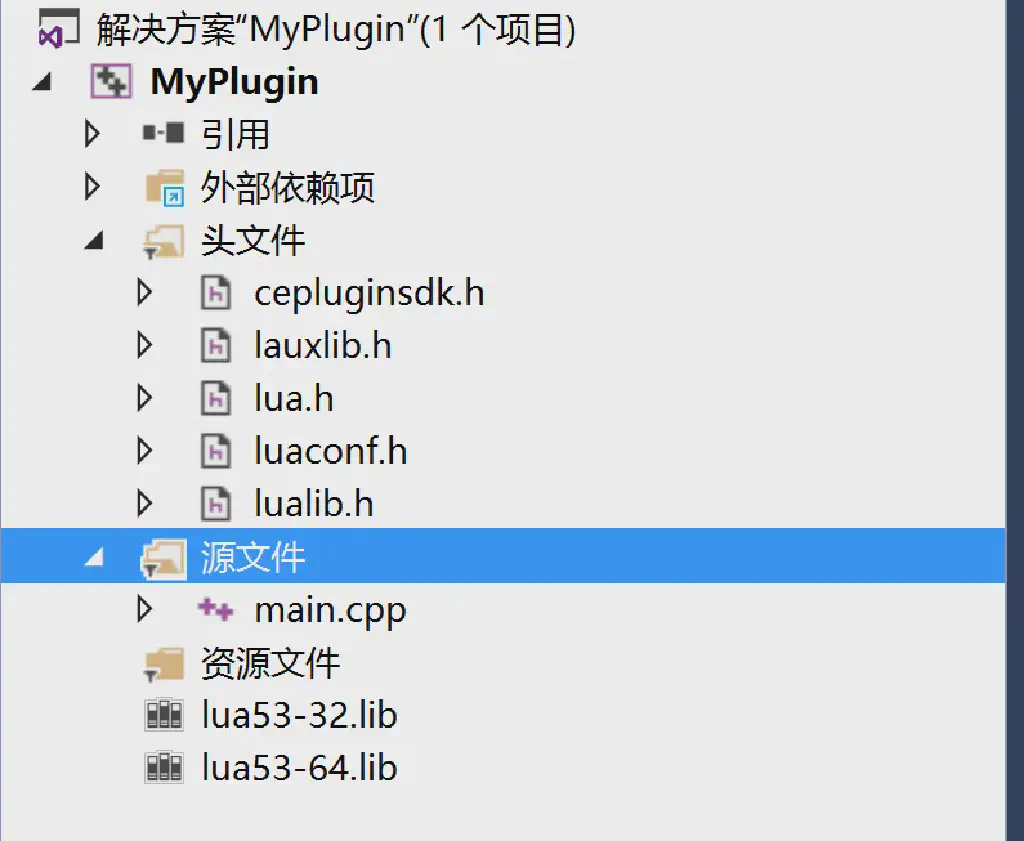 解决方案“MyPlugin”(1 个项目)
MyPlugin
引用
外部依赖项
头文件
cepluginsdk.h
lauxlib.h
lua.h
luaconf.h
lualib.h
源文件
main.cpp
资源文件
lua53-32.lib
lua53-64.lib